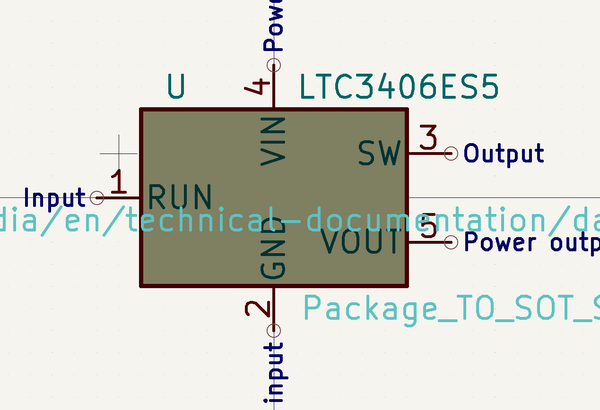 Powe
U
LTC3406ES5
4
VIN
SW
3
Output
Input
1
RUN
dia/en/technical-documentation/da
VOUT
5
Power outp
GND
2
Package_TO_SOT_S
input